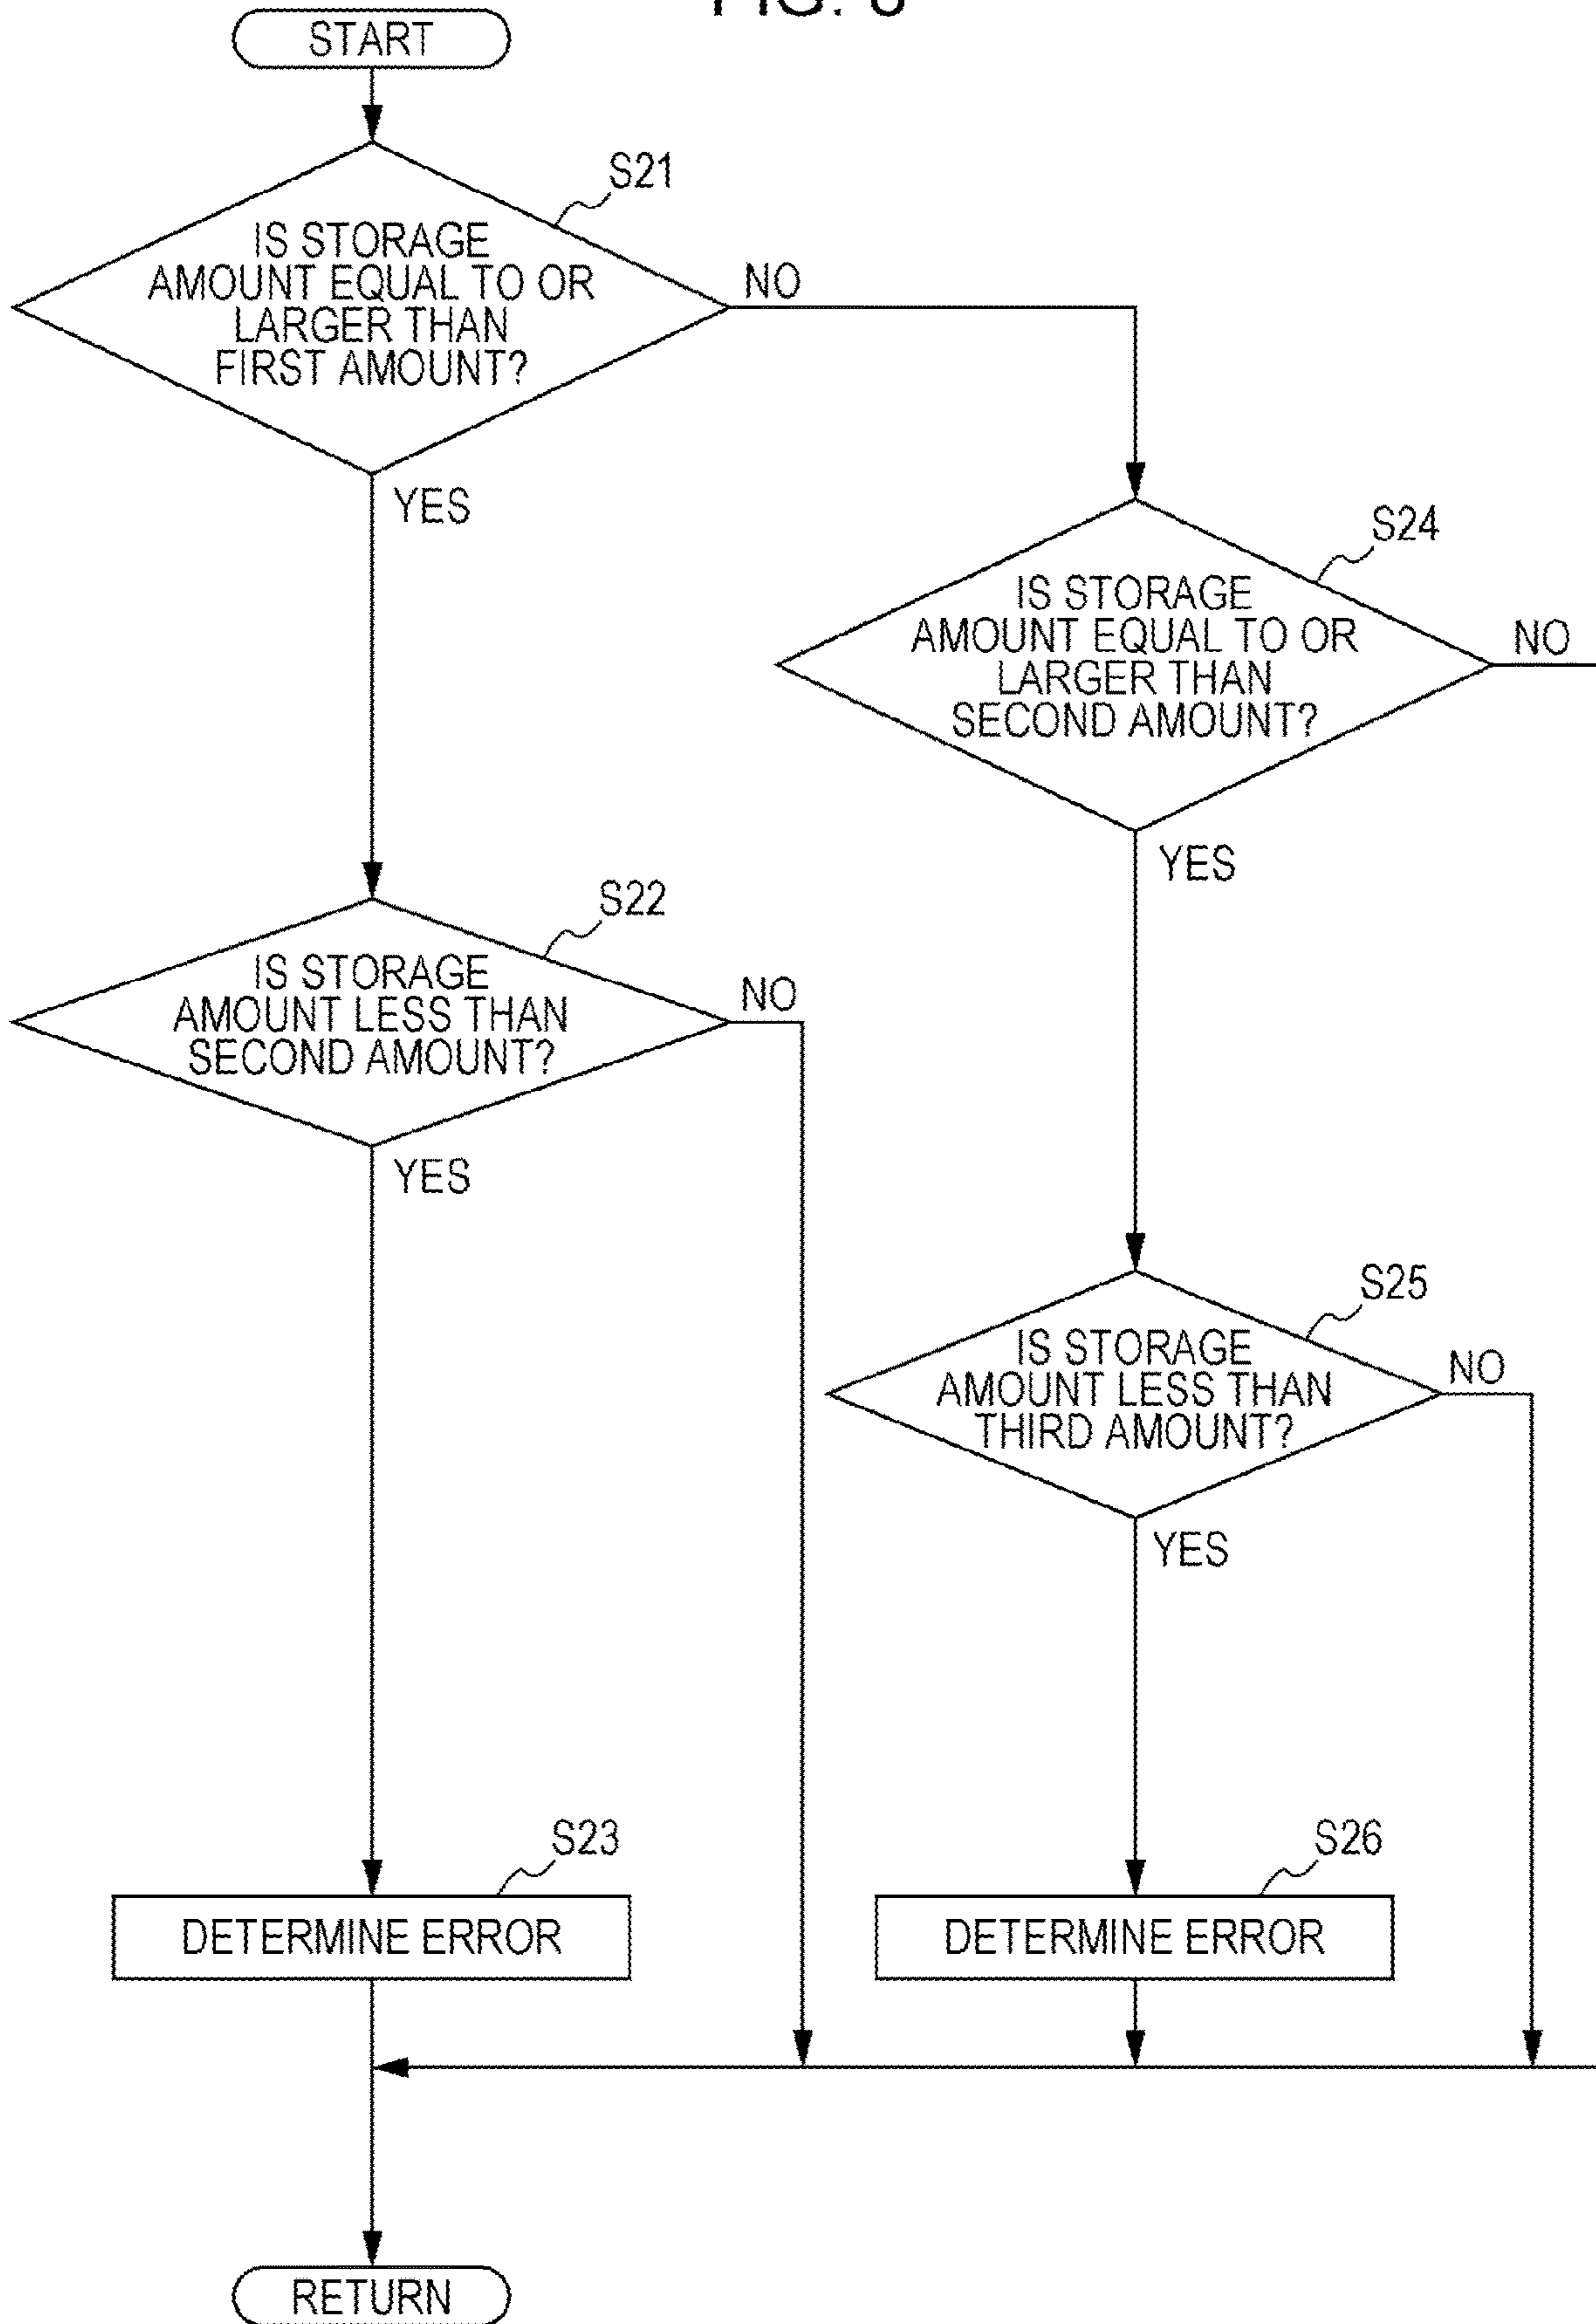 START
S21
IS STORAGE
AMOUNT EQUAL TO OR
LARGER THAN
FIRST AMOUNT?
NO
YES
S24
IS STORAGE
AMOUNT EQUAL TO OR
LARGER THAN
SECOND AMOUNT?
NO
YES
S22
IS STORAGE
AMOUNT LESS THAN
SECOND AMOUNT?
NO
YES
S25
IS STORAGE
AMOUNT LESS THAN
THIRD AMOUNT?
NO
YES
S23
DETERMINE ERROR
S26
DETERMINE ERROR
RETURN